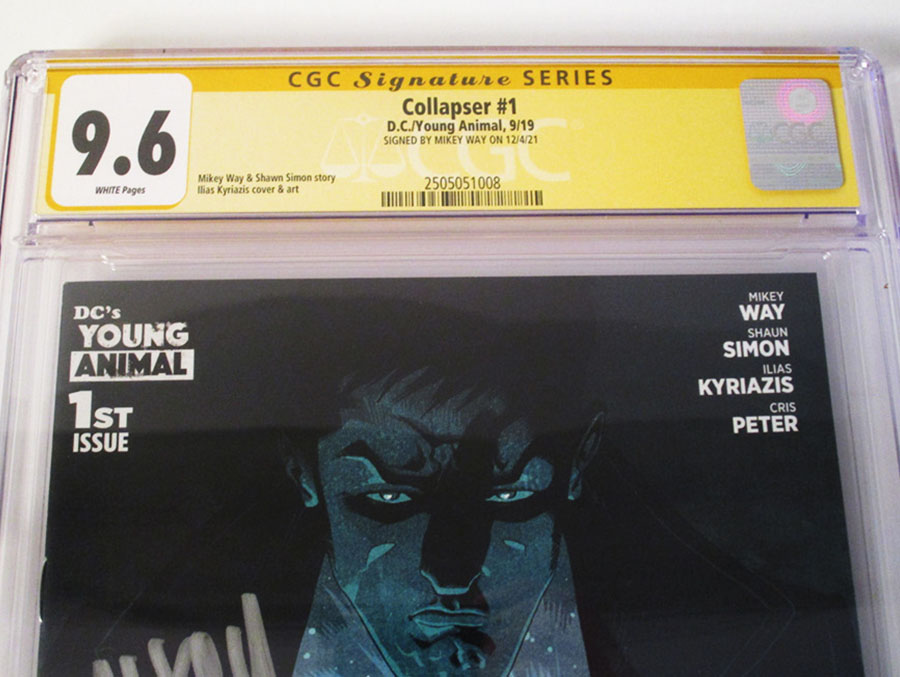 CGC Signature SERIES
9.6
WHITE Pages
Collapser #1
D.C./Young Animal, 9/19
SIGNED BY MIKEY WAY ON 12/4/21
Mikey Way & Shawn Simon story
Ilias Kyriazis cover & art
2505051008
CGC
CGC
DC's
YOUNG
ANIMAL
1ST
ISSUE
MIKEY
WAY
SHAUN
SIMON
ILIAS
KYRIAZIS
CRIS
PETER